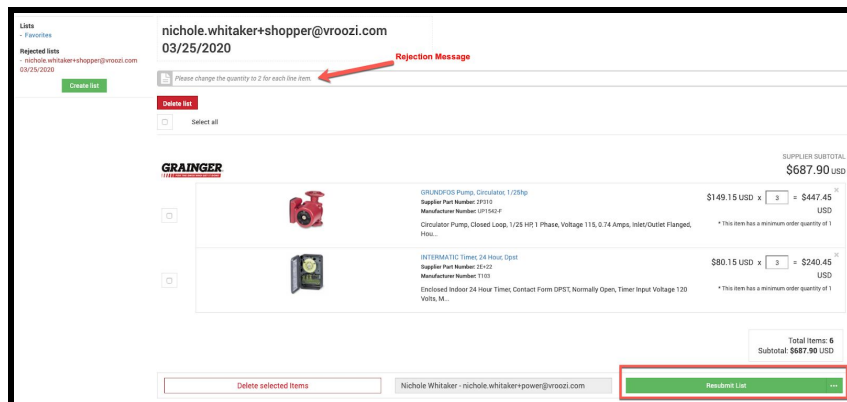 Lists
- Favorites
Rejected lists
- nichole.whitaker+shopper@vroozi.com
03/25/2020
Create list
nichole.whitaker+shopper@vroozi.com
03/25/2020
Rejection Message
Please change the quantity to 2 for each line item.
Delete list
Select all
GRAINGER
SUPPLIER SUBTOTAL
$687.90 USD
GRUNDFOS Pump, Circulator, 1/25hp
Supplier Part Number: 2P310
Manufacturer Number: UP1542-F
Circulator Pump, Closed Loop, 1/25 HP, 1 Phase, Voltage 115, 0.74 Amps, Inlet/Outlet Flanged,
Hou...
$149.15 USD x 3 = $447.45
USD
* This item has a minimum order quantity of 1
INTERMATIC Timer, 24 Hour, Dpst
Supplier Part Number: 2E+22
Manufacturer Number: T103
Enclosed Indoor 24 Hour Timer, Contact Form DPST, Normally Open, Timer Input Voltage 120
Volts, M...
$80.15 USD x 3 = $240.45
USD
* This item has a minimum order quantity of 1
Total Items: 6
Subtotal: $687.90 USD
Delete selected Items
Nichole Whitaker - nichole.whitaker+power@vroozi.com
Resubmit List
...